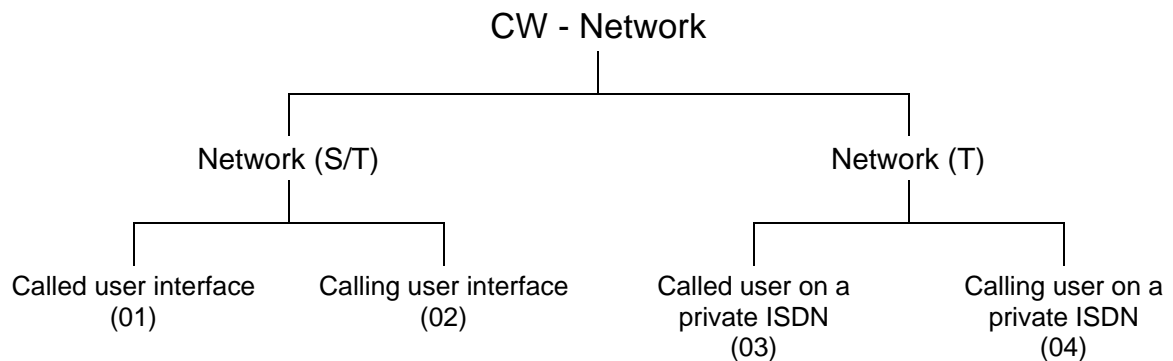 CW - Network
Network (S/T)
Network (T)
Called user interface
(01)
Calling user interface
(02)
Called user on a
private ISDN
(03)
Calling user on a
private ISDN
(04)